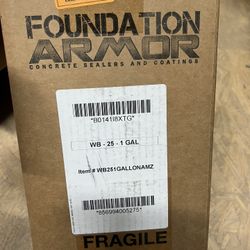 FOUNDATION
ARMOR
CONCRETE SEALERS AND COATINGS
*B0141I8XTG*
WB - 25 - 1 GAL
Item # WB251GALLONAMZ
*856994005275*
FRAGILE